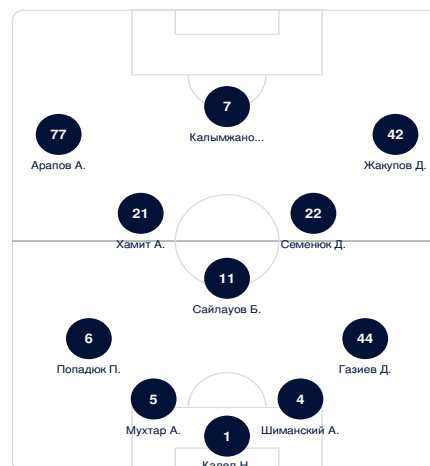 7
Калымжано...
77
42
Арапов А.
Жакупов Д.
21
22
Хамит А.
Семенюк Д.
11
Сайлауов Б.
6
44
Попадюк П.
Газиев Д.
5
4
Мухтар А.
Шиманский А.
1
Калел Н.